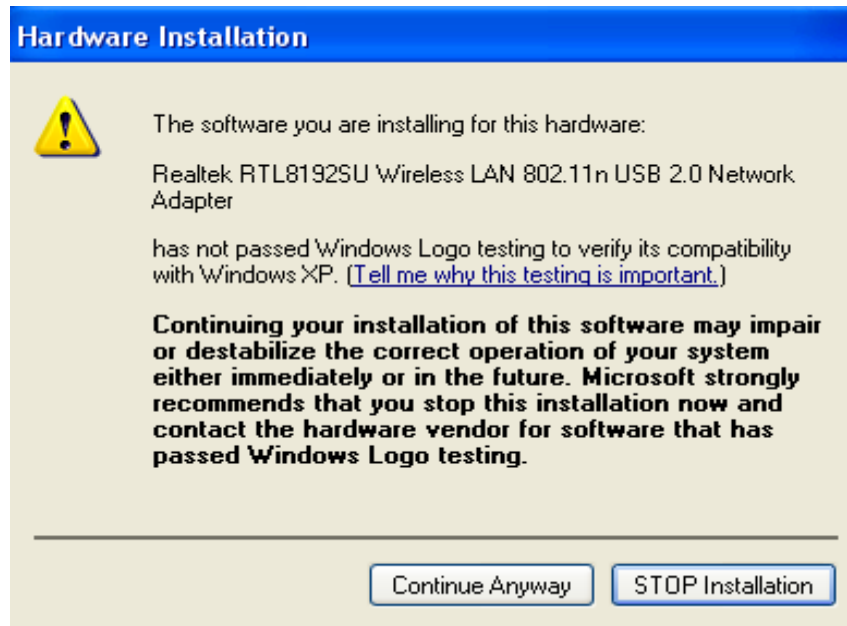 Hardware Installation
The software you are installing for this hardware:
Realtek RTL8192SU Wireless LAN 802.11n USB 2.0 Network
Adapter
has not passed Windows Logo testing to verify its compatibility
with Windows XP. (Tell me why this testing is important.)
Continuing your installation of this software may impair
or destabilize the correct operation of your system
either immediately or in the future. Microsoft strongly
recommends that you stop this installation now and
contact the hardware vendor for software that has
passed Windows Logo testing.
Continue Anyway
STOP Installation